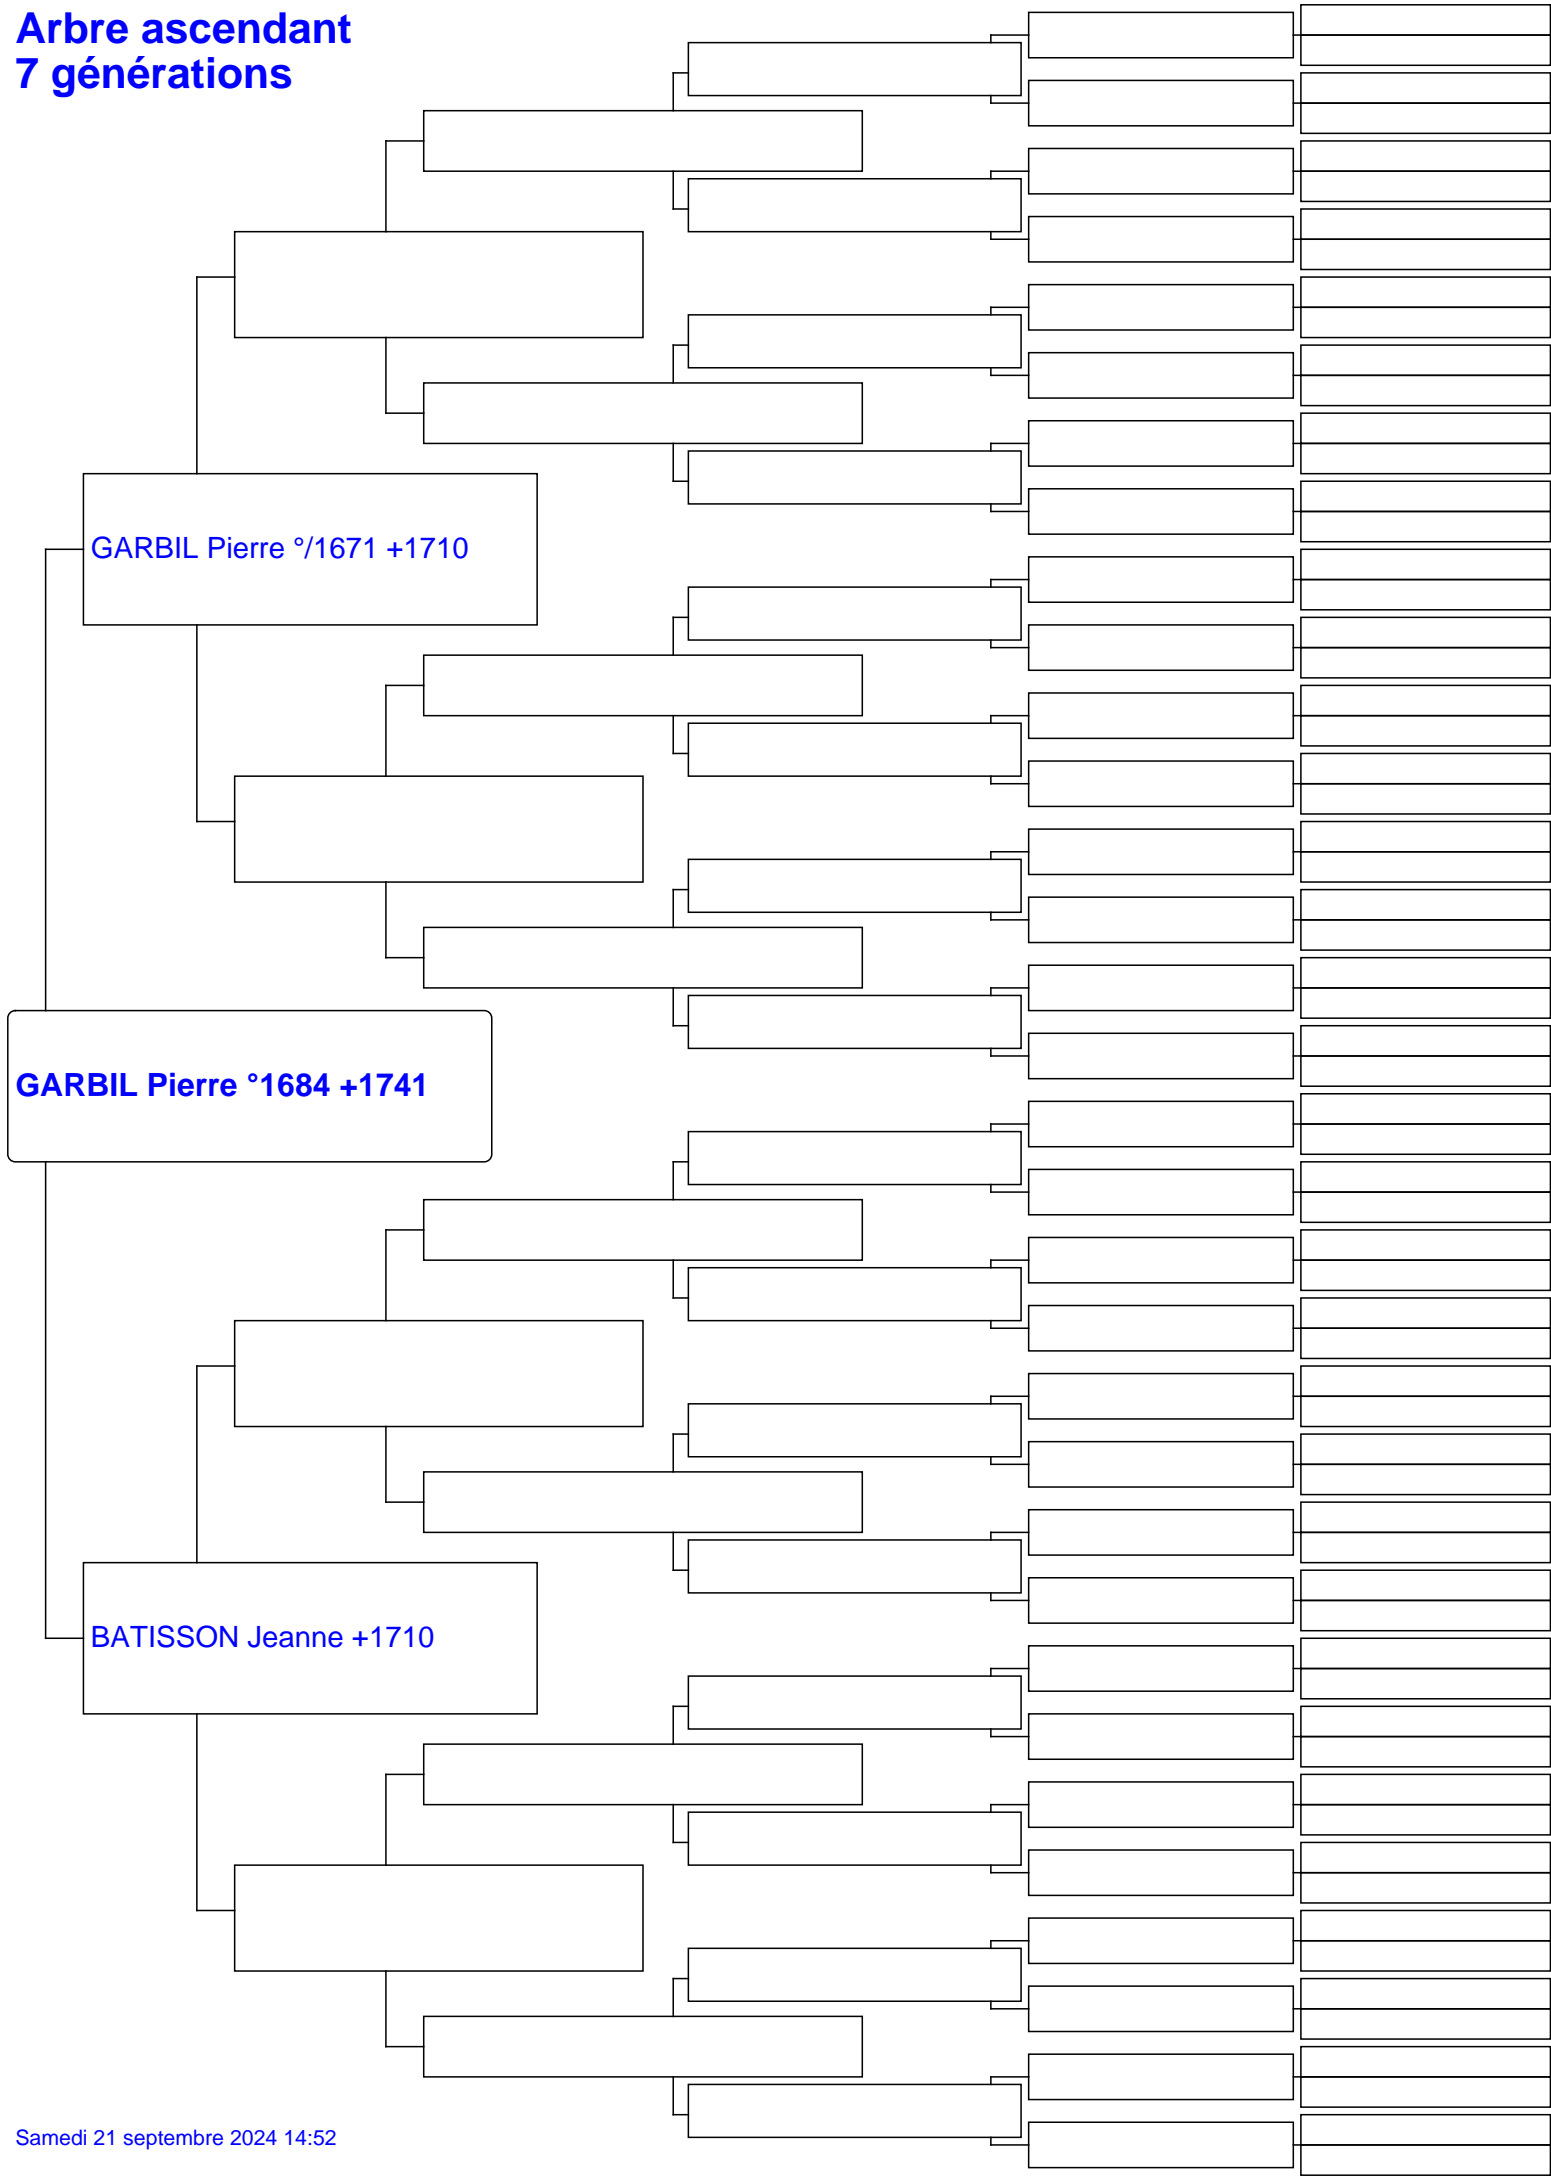 Arbre ascendant
7 générations
GARBIL Pierre °/1671 +1710
GARBIL Pierre °1684 +1741
BATISSON Jeanne +1710
Samedi 21 septembre 2024 14:52